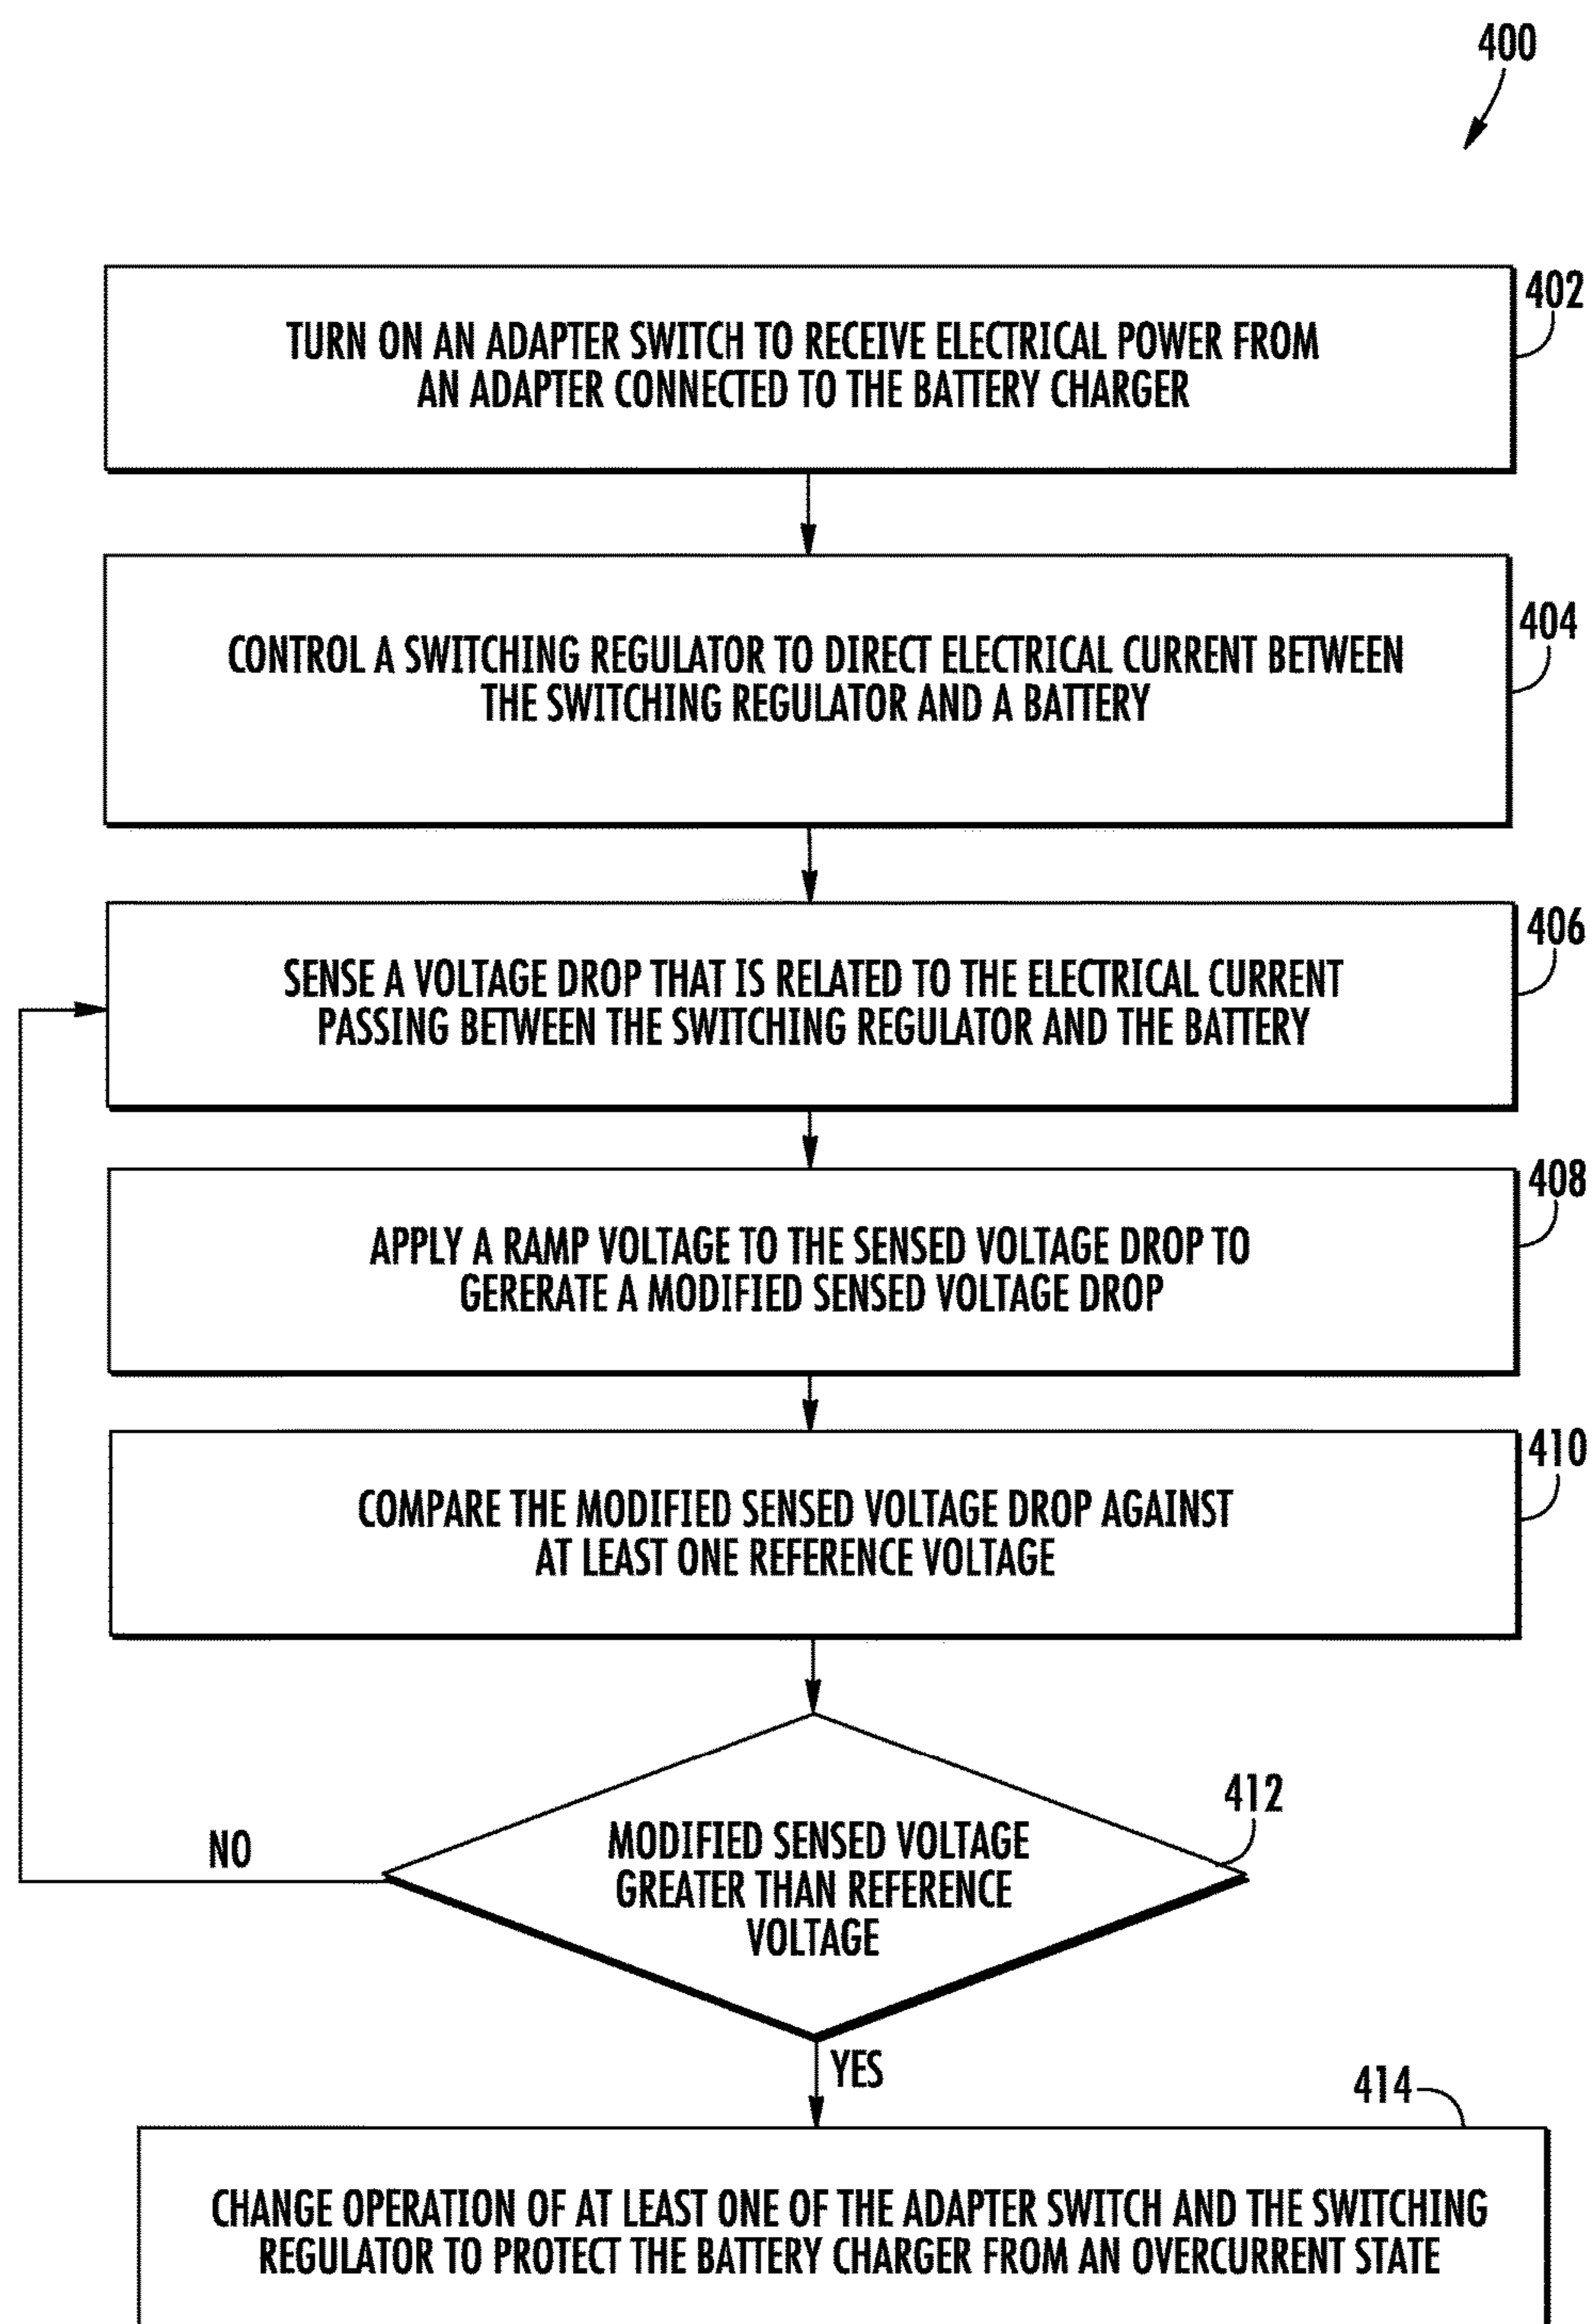 400
402
TURN ON AN ADAPTER SWITCH TO RECEIVE ELECTRICAL POWER FROM
AN ADAPTER CONNECTED TO THE BATTERY CHARGER
404
CONTROL A SWITCHING REGULATOR TO DIRECT ELECTRICAL CURRENT BETWEEN
THE SWITCHING REGULATOR AND A BATTERY
406
SENSE A VOLTAGE DROP THAT IS RELATED TO THE ELECTRICAL CURRENT
PASSING BETWEEN THE SWITCHING REGULATOR AND THE BATTERY
408
APPLY A RAMP VOLTAGE TO THE SENSED VOLTAGE DROP TO
GERERATE A MODIFIED SENSED VOLTAGE DROP
410
COMPARE THE MODIFIED SENSED VOLTAGE DROP AGAINST
AT LEAST ONE REFERENCE VOLTAGE
412
NO
MODIFIED SENSED VOLTAGE
GREATER THAN REFERENCE
VOLTAGE
YES
414
CHANGE OPERATION OF AT LEAST ONE OF THE ADAPTER SWITCH AND THE SWITCHING
REGULATOR TO PROTECT THE BATTERY CHARGER FROM AN OVERCURRENT STATE